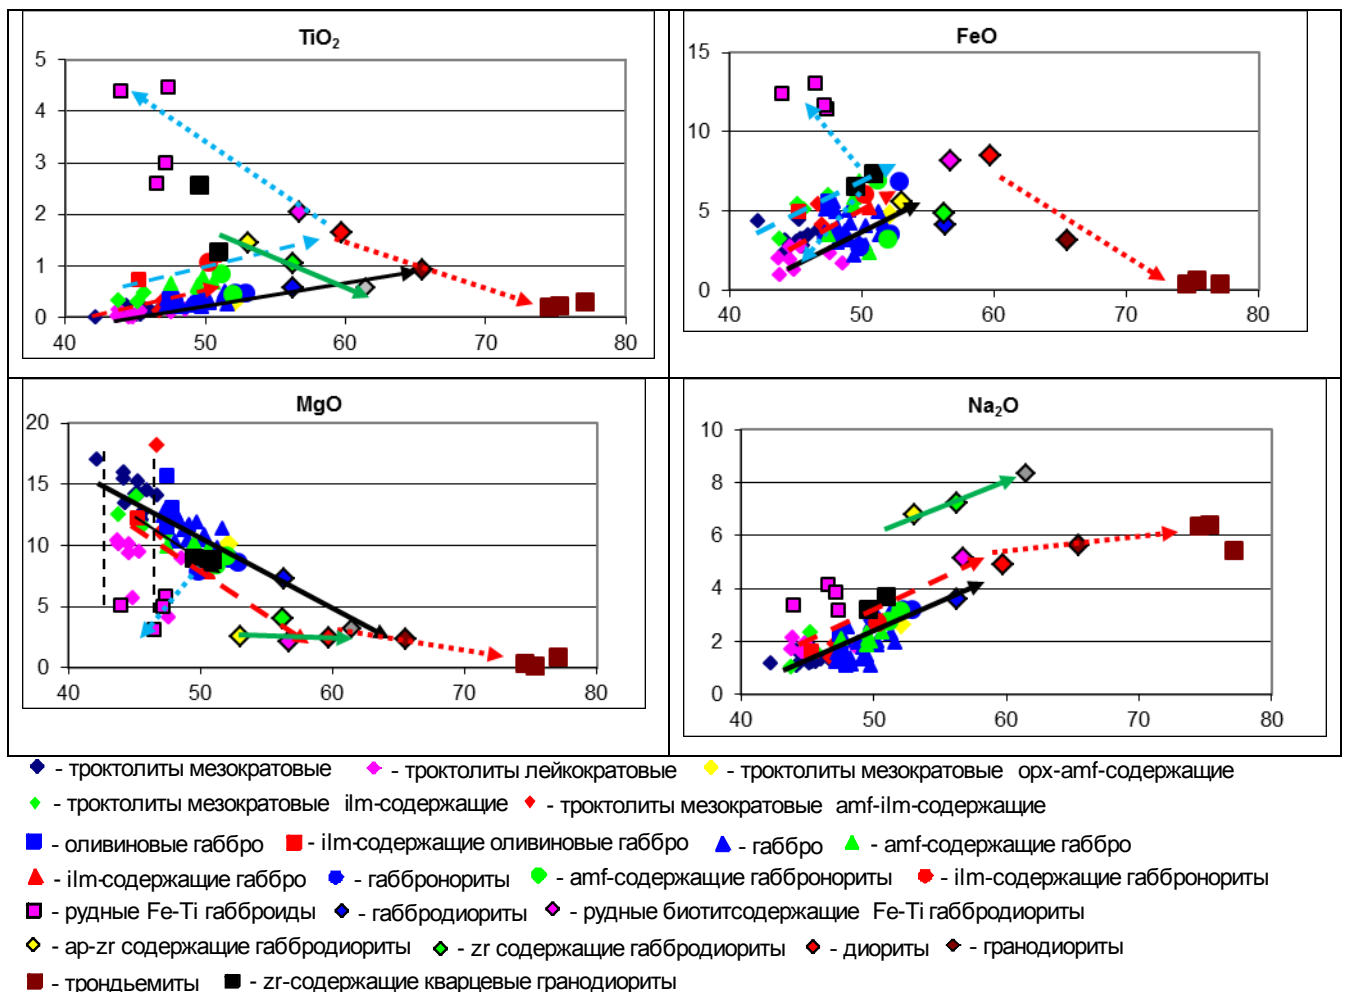 TiO2
5
4
3
2
1
0
40 50 60 70 80
FeO
15
10
5
0
40 50 60 70 80
MgO
20
15
10
5
0
40 50 60 70 80
Na2O
10
8
6
4
2
0
40 50 60 70 80
- троктолиты мезократовые - троктолиты лейкократовые - троктолиты мезократовые opx-amf-содержащие
- троктолиты мезократовые ilm-содержащие - троктолиты мезократовые amf-ilm-содержащие
- оливиновые габбро - ilm-содержащие оливиновые габбро - габбро - amf-содержащие габбро
- ilm-содержащие габбро - габбронориты - amf-содержащие габбронориты - ilm-содержащие габбронориты
- рудные Fe-Ti габброиды - габбродиориты - рудные биотитсодержащие Fe-Ti габбродиориты
- ap-zr содержащие габбродиориты - zr содержащие габбродиориты - диориты - гранодиориты
- трондьемиты - zr-содержащие кварцевые гранодиориты